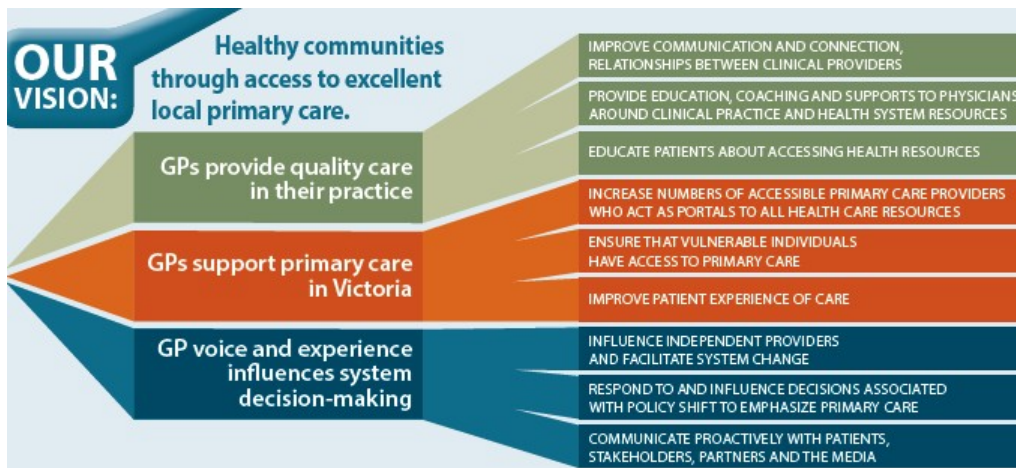 OUR
VISION:
Healthy communities
through access to excellent
local primary care.
GPs provide quality care
in their practice
IMPROVE COMMUNICATION AND CONNECTION,
RELATIONSHIPS BETWEEN CLINICAL PROVIDERS
PROVIDE EDUCATION, COACHING AND SUPPORTS TO PHYSICIANS
AROUND CLINICAL PRACTICE AND HEALTH SYSTEM RESOURCES
EDUCATE PATIENTS ABOUT ACCESSING HEALTH RESOURCES
GPs support primary care
in Victoria
INCREASE NUMBERS OF ACCESSIBLE PRIMARY CARE PROVIDERS
WHO ACT AS PORTALS TO ALL HEALTH CARE RESOURCES
ENSURE THAT VULNERABLE INDIVIDUALS
HAVE ACCESS TO PRIMARY CARE
IMPROVE PATIENT EXPERIENCE OF CARE
GP voice and experience
influences system
decision-making
INFLUENCE INDEPENDENT PROVIDERS
AND FACILITATE SYSTEM CHANGE
RESPOND TO AND INFLUENCE DECISIONS ASSOCIATED
WITH POLICY SHIFT TO EMPHASIZE PRIMARY CARE
COMMUNICATE PROACTIVELY WITH PATIENTS,
STAKEHOLDERS, PARTNERS AND THE MEDIA